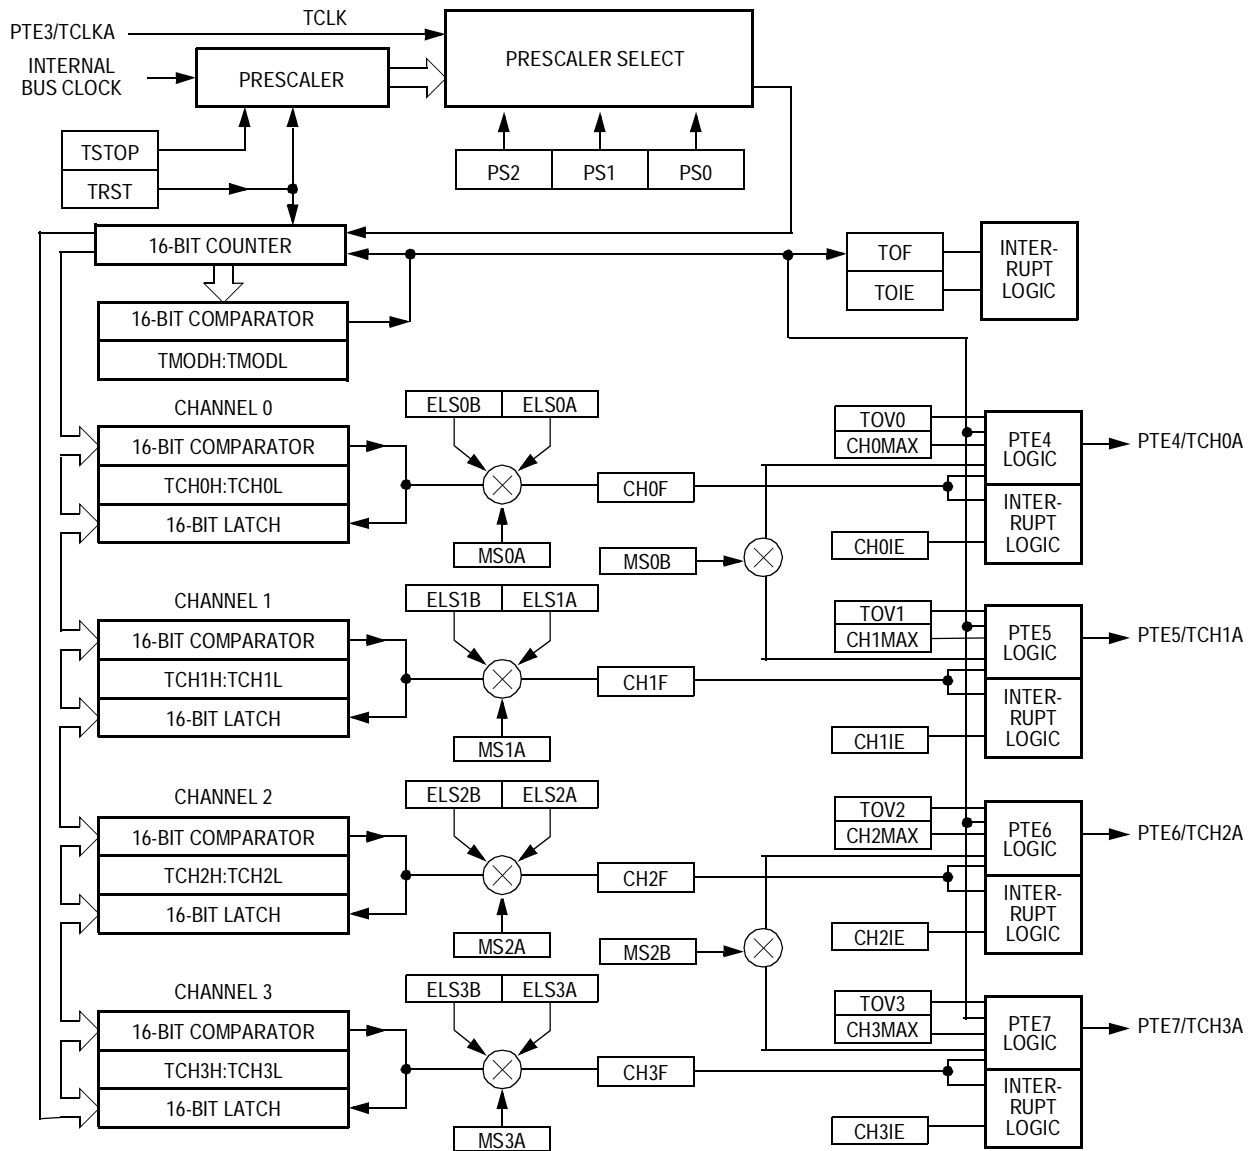 TCLK
PTE3/TCLKA
PRESCALER SELECT
INTERNAL
BUS CLOCK
PRESCALER
TSTOP
TRST
PS2
PS1
PS0
16-BIT COUNTER
TOF
TOIE
INTER-
RUPT
LOGIC
16-BIT COMPARATOR
TMODH:TMODL
CHANNEL 0
ELS0B
ELS0A
16-BIT COMPARATOR
TCH0H:TCH0L
16-BIT LATCH
MS0A
CH0F
MS0B
TOV0
CH0MAX
CH0IE
PTE4
LOGIC
INTER-
RUPT
LOGIC
PTE4/TCH0A
CHANNEL 1
ELS1B
ELS1A
16-BIT COMPARATOR
TCH1H:TCH1L
16-BIT LATCH
MS1A
CH1F
TOV1
CH1MAX
CH1IE
PTE5
LOGIC
INTER-
RUPT
LOGIC
PTE5/TCH1A
CHANNEL 2
ELS2B
ELS2A
16-BIT COMPARATOR
TCH2H:TCH2L
16-BIT LATCH
MS2A
CH2F
MS2B
TOV2
CH2MAX
CH2IE
PTE6
LOGIC
INTER-
RUPT
LOGIC
PTE6/TCH2A
CHANNEL 3
ELS3B
ELS3A
16-BIT COMPARATOR
TCH3H:TCH3L
16-BIT LATCH
MS3A
CH3F
TOV3
CH3MAX
CH3IE
PTE7
LOGIC
INTER-
RUPT
LOGIC
PTE7/TCH3A